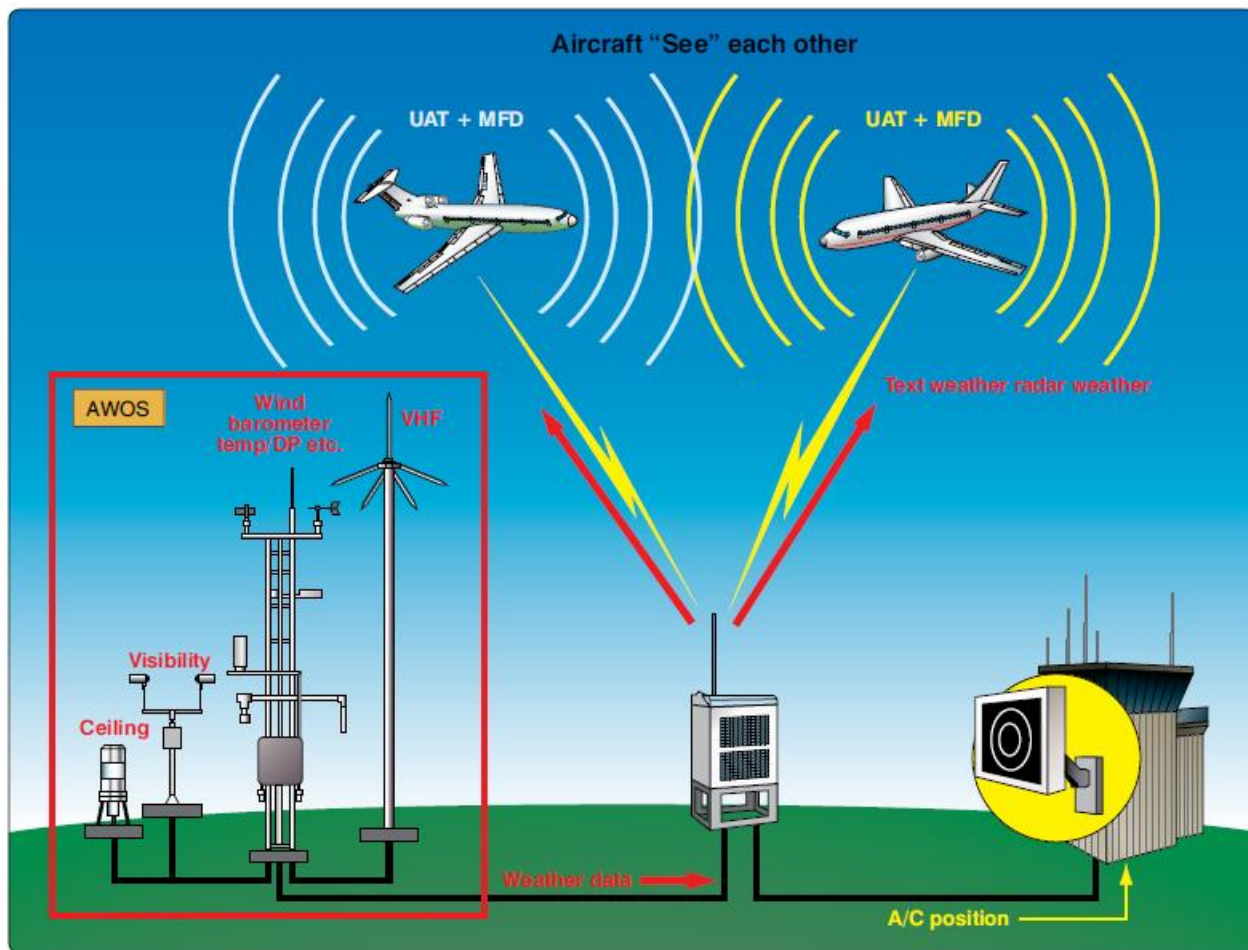 Aircraft “See” each other
UAT + MFD
UAT + MFD
Text weather radar weather
AWOS
Wind
barometer
temp/DP etc.
VHF
Visibility
Ceiling
Weather data
A/C position